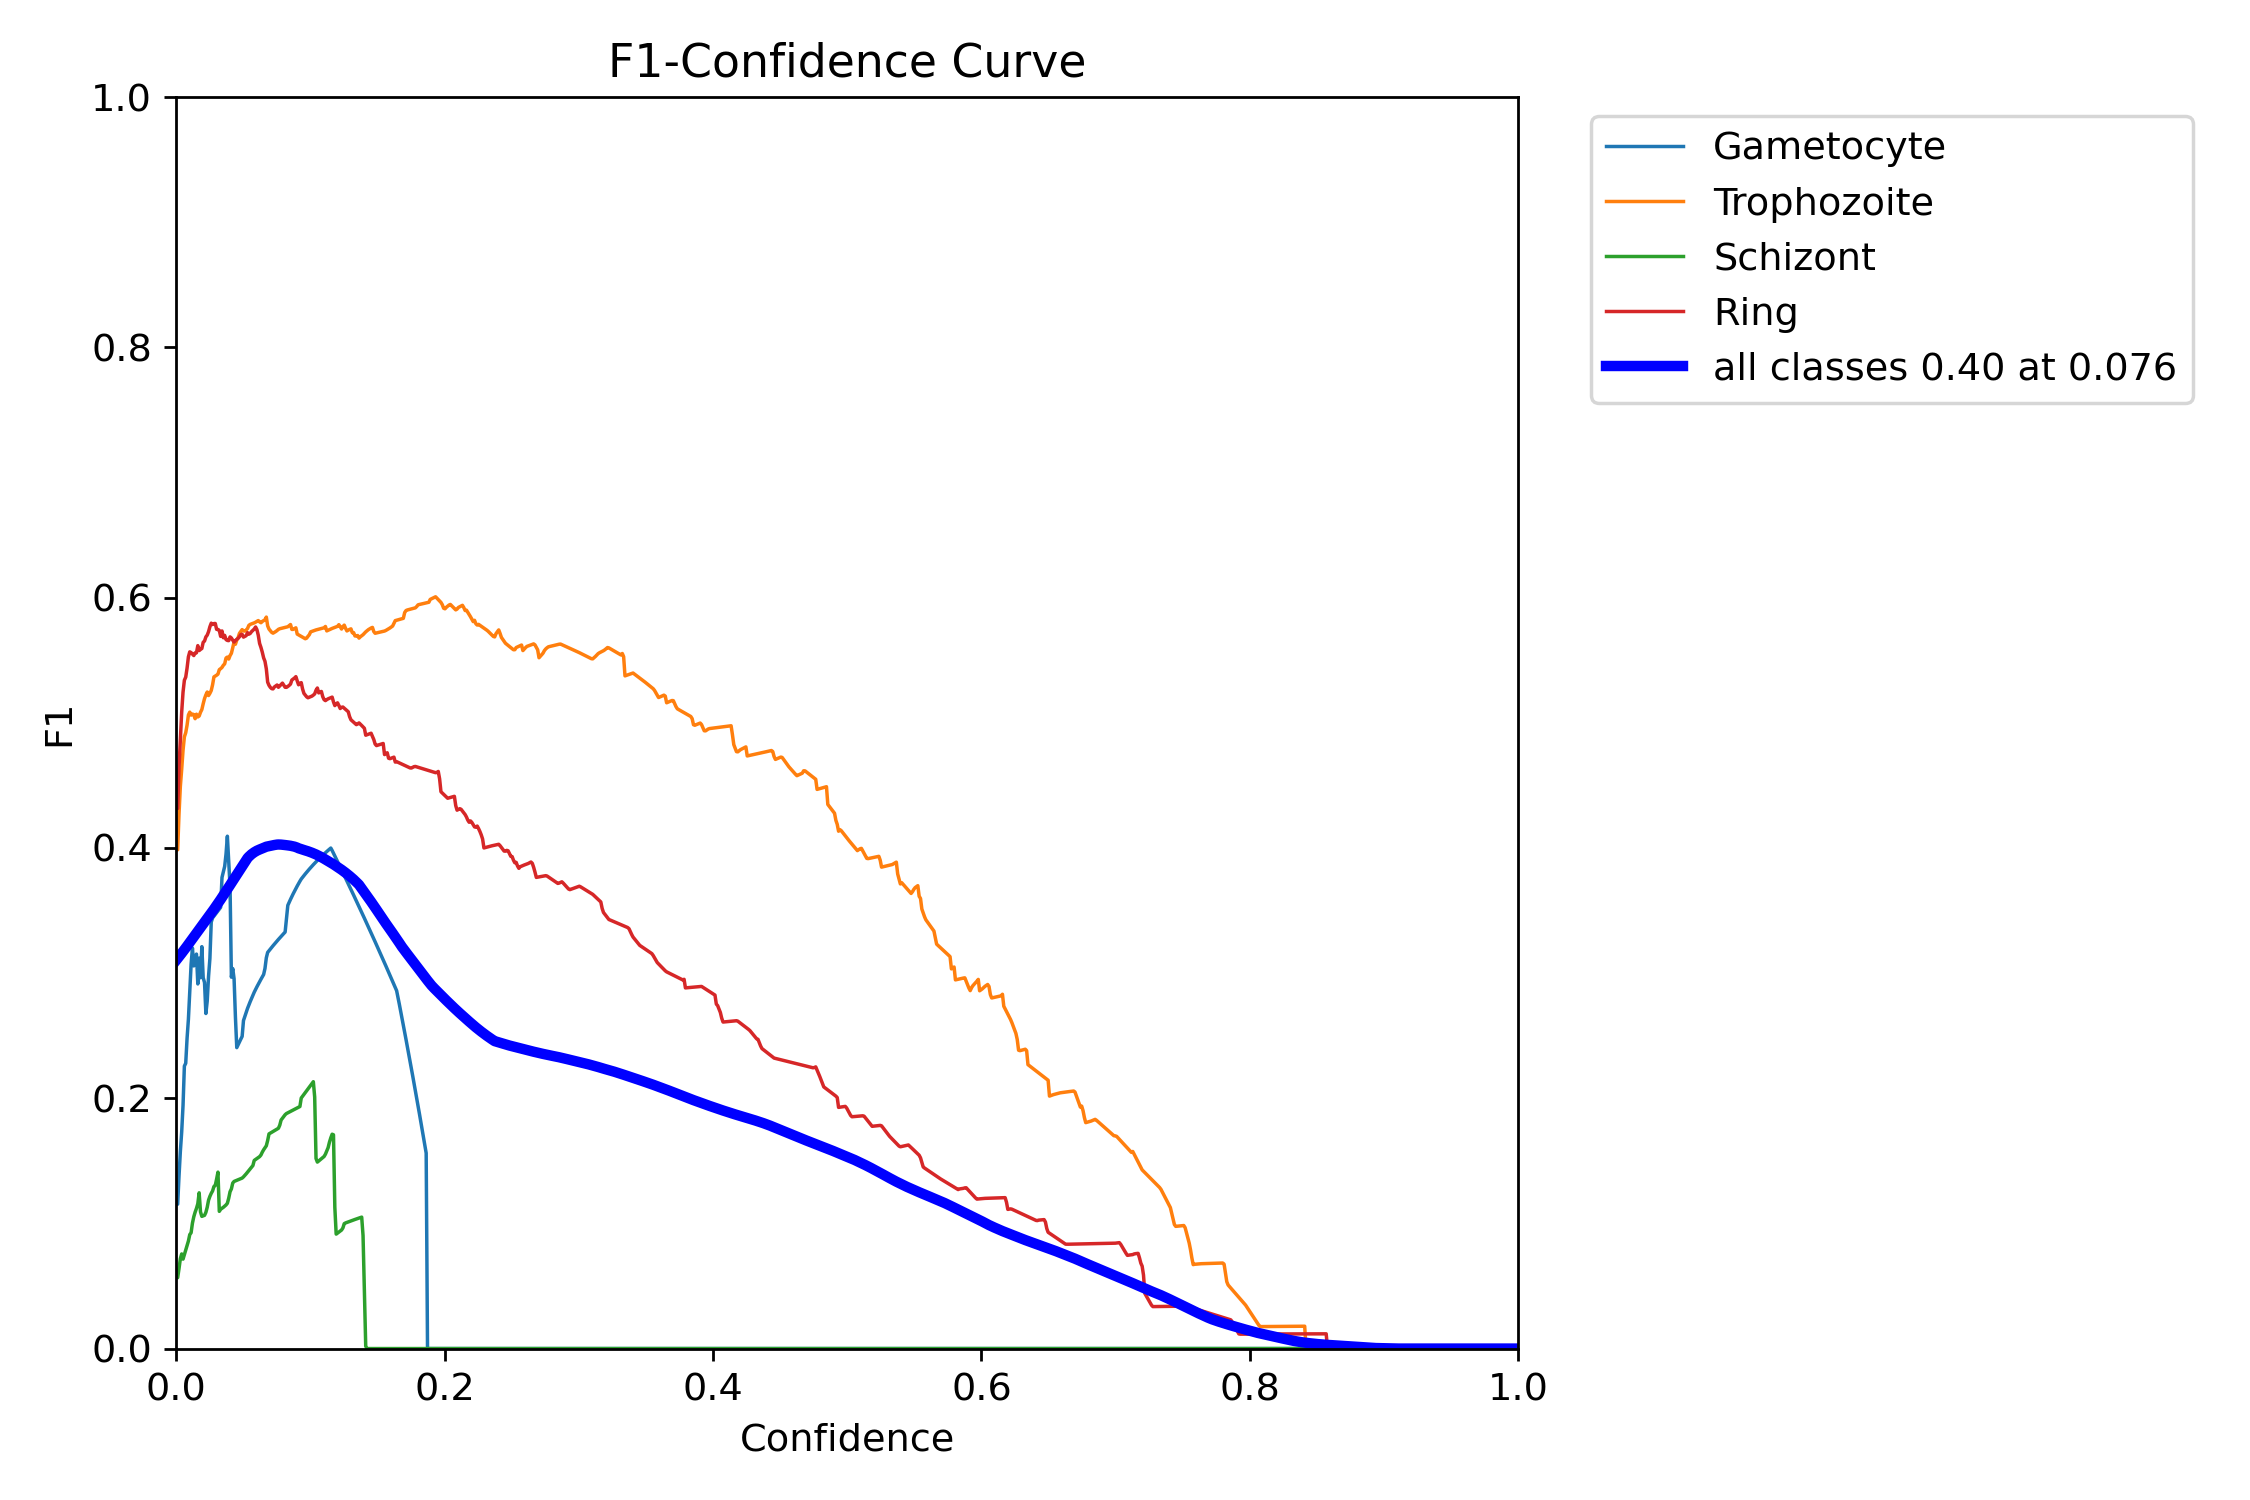 F1-Confidence Curve
1.0
0.8
0.6
0.4
0.2
0.0
F1
0.0 0.2 0.4 0.6 0.8 1.0
Confidence
Gametocyte
Trophozoite
Schizont
Ring
all classes 0.40 at 0.076